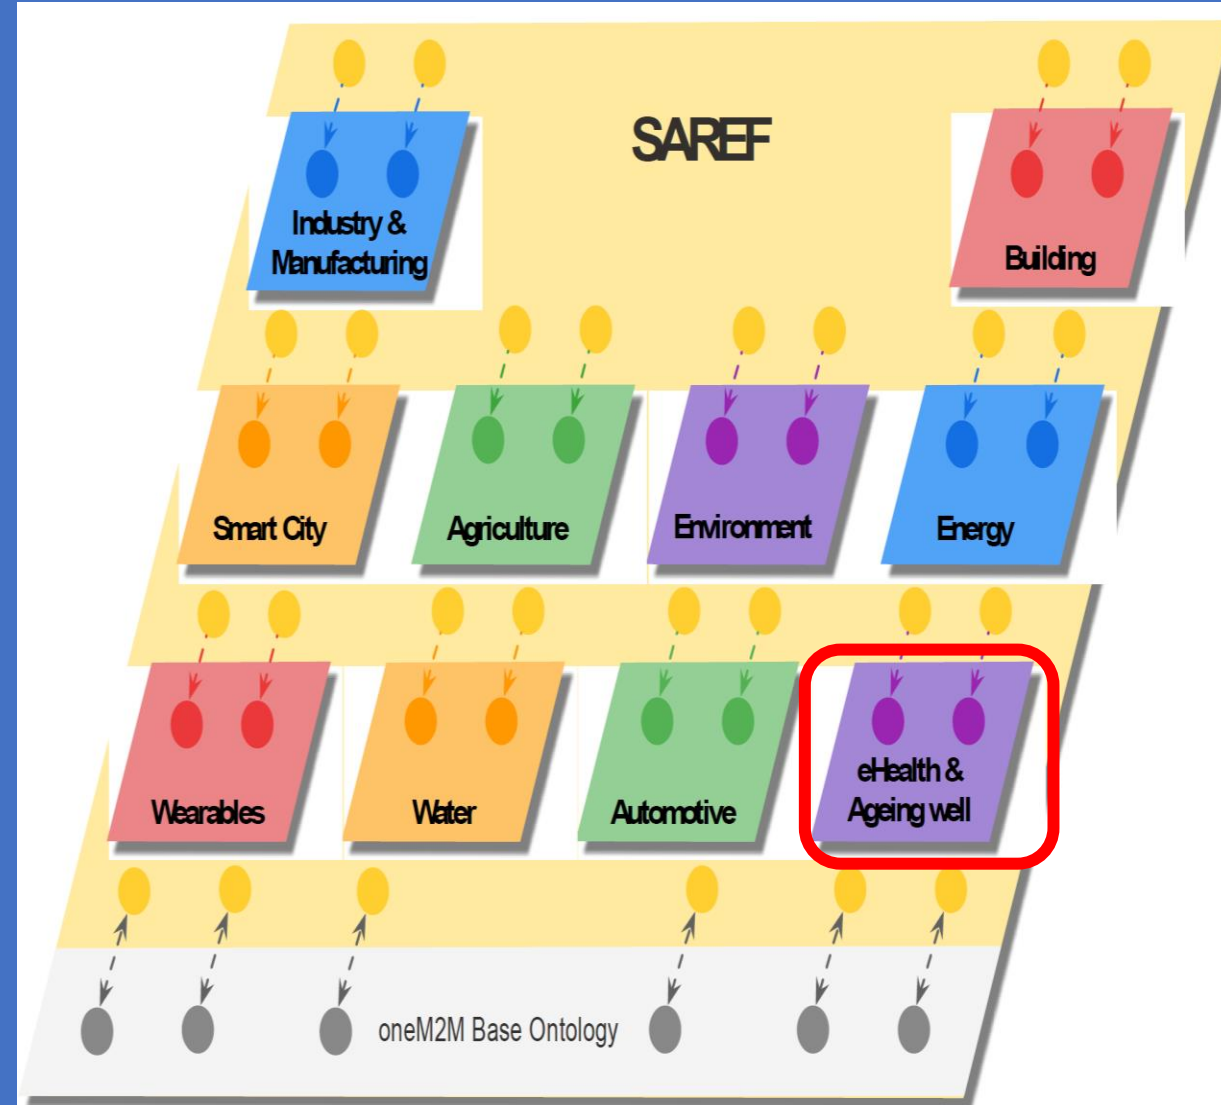 SAREF
Industry &
Manufacturing
Building
Smart City
Agriculture
Environment
Energy
Wearables
Water
Automotive
eHealth &
Ageing well
oneM2M Base Ontology